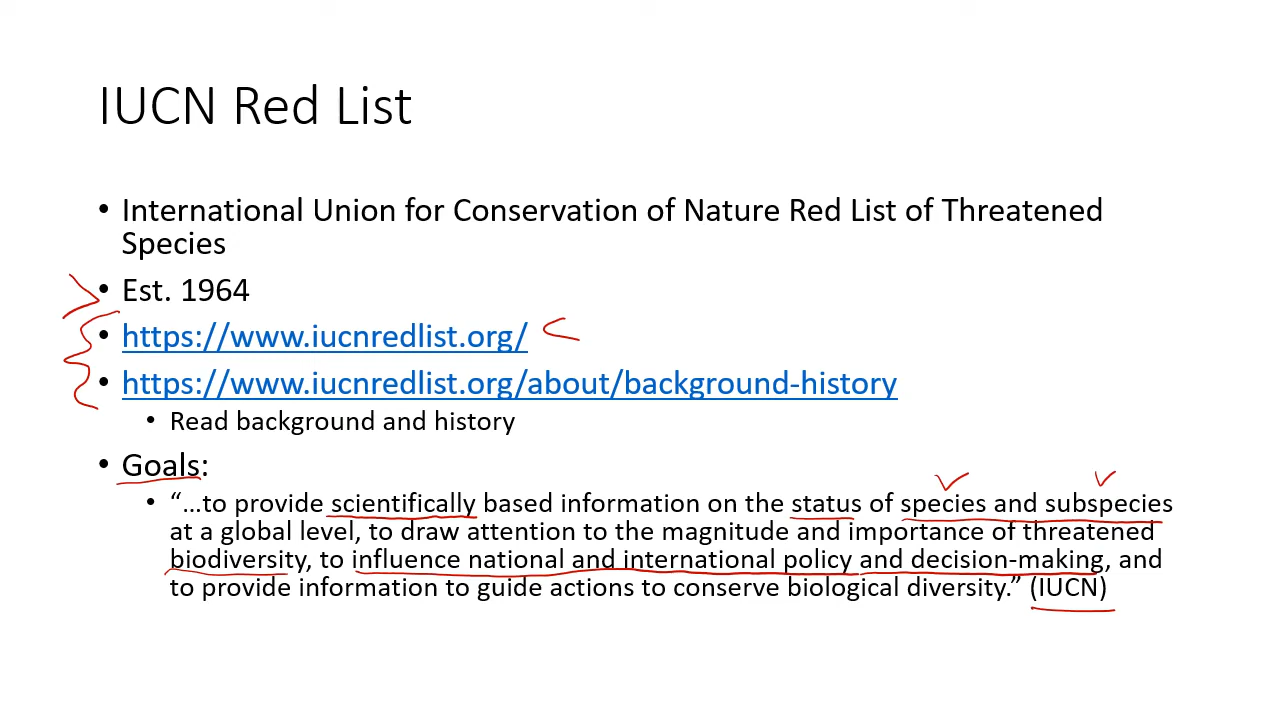 IUCN Red List
• International Union for Conservation of Nature Red List of Threatened
Species
• Est. 1964
• https://www.iucnredlist.org/
• https://www.iucnredlist.org/about/background-history
• Read background and history
• Goals:
• “…to provide scientifically based information on the status of species and subspecies
at a global level, to draw attention to the magnitude and importance of threatened
biodiversity, to influence national and international policy and decision-making, and
to provide information to guide actions to conserve biological diversity.” (IUCN)